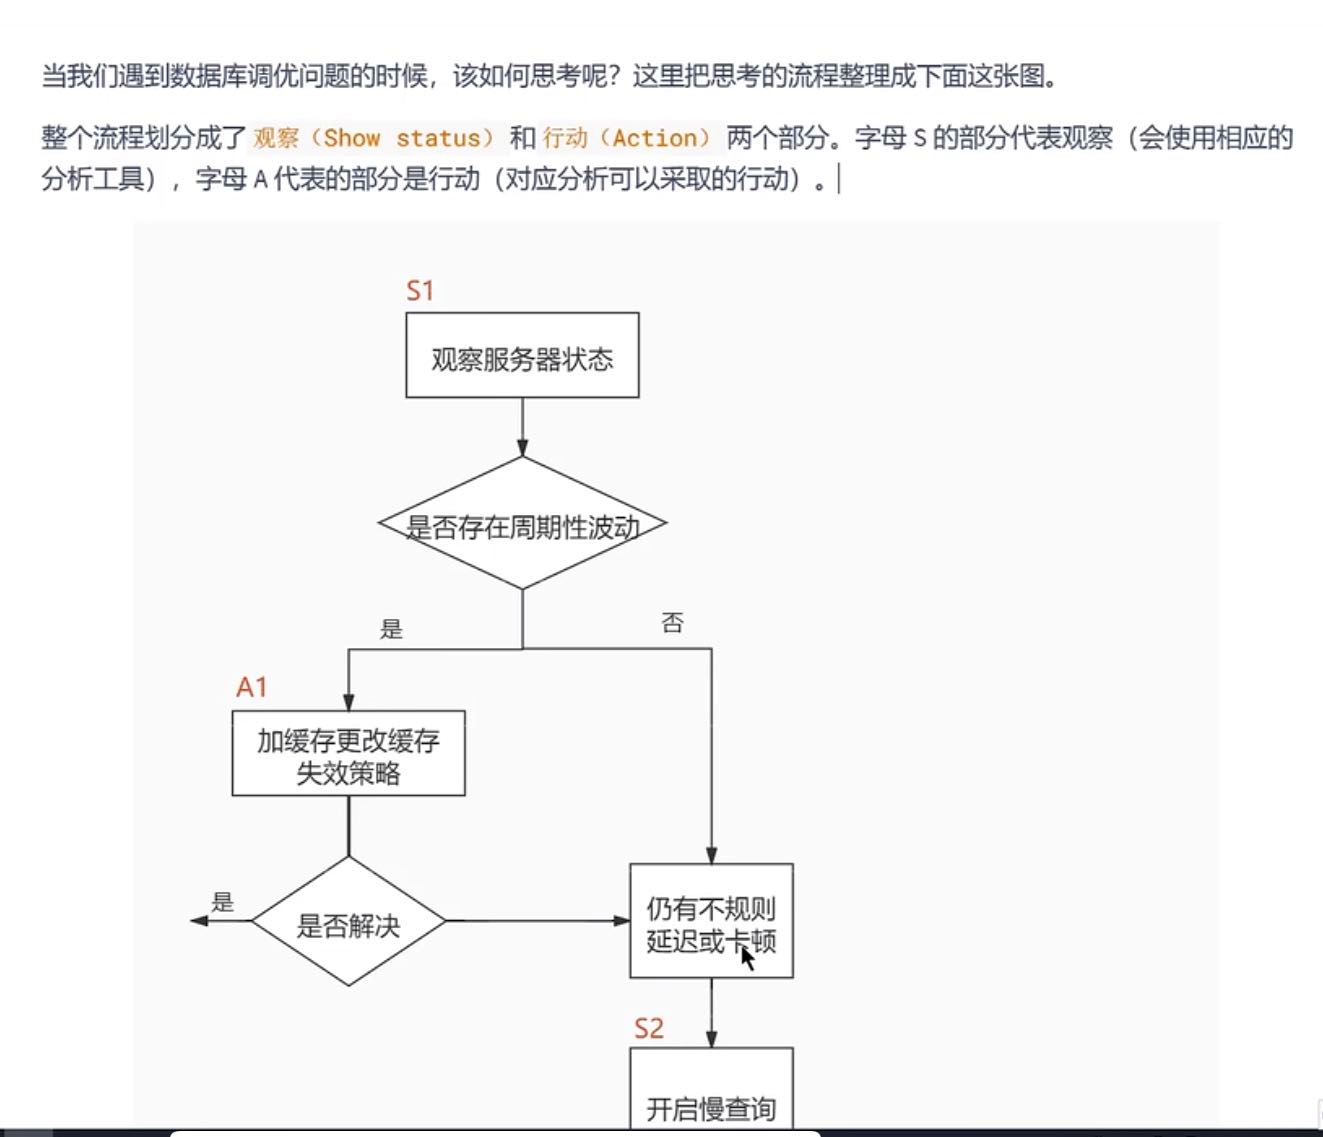 当我们遇到数据库调优问题的时候，该如何思考呢？这里把思考的流程整理成下面这张图。
整个流程划分成了 观察（Show status） 和 行动（Action） 两个部分。字母 S 的部分代表观察（会使用相应的
分析工具），字母 A 代表的部分是行动（对应分析可以采取的行动）。
S1
观察服务器状态
是否存在周期性波动
是
否
A1
加缓存更改缓存
失效策略
是
是否解决
仍有不规则
延迟或卡顿
S2
开启慢查询